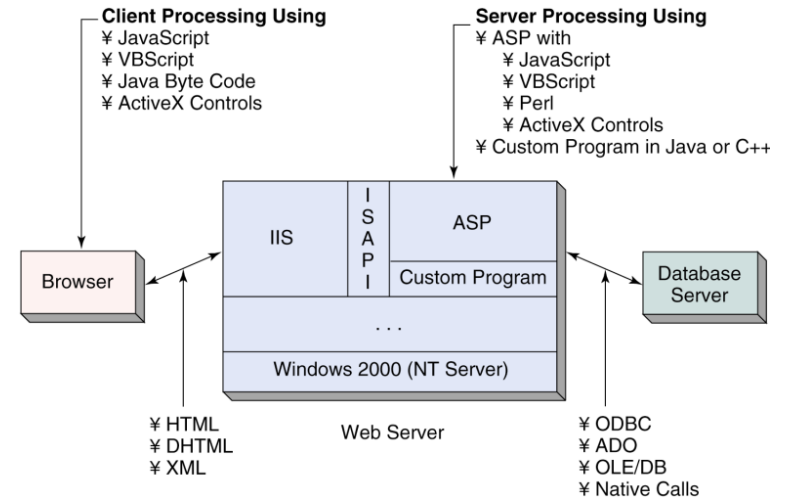 Client Processing Using
¥ JavaScript
¥ VBScript
¥ Java Byte Code
¥ ActiveX Controls
Server Processing Using
¥ ASP with
¥ JavaScript
¥ VBScript
¥ Perl
¥ ActiveX Controls
¥ Custom Program in Java or C++
Browser
IIS
I
S
A
P
I
ASP
Custom Program
. . .
Windows 2000 (NT Server)
Database
Server
¥ HTML
¥ DHTML
¥ XML
Web Server
¥ ODBC
¥ ADO
¥ OLE/DB
¥ Native Calls